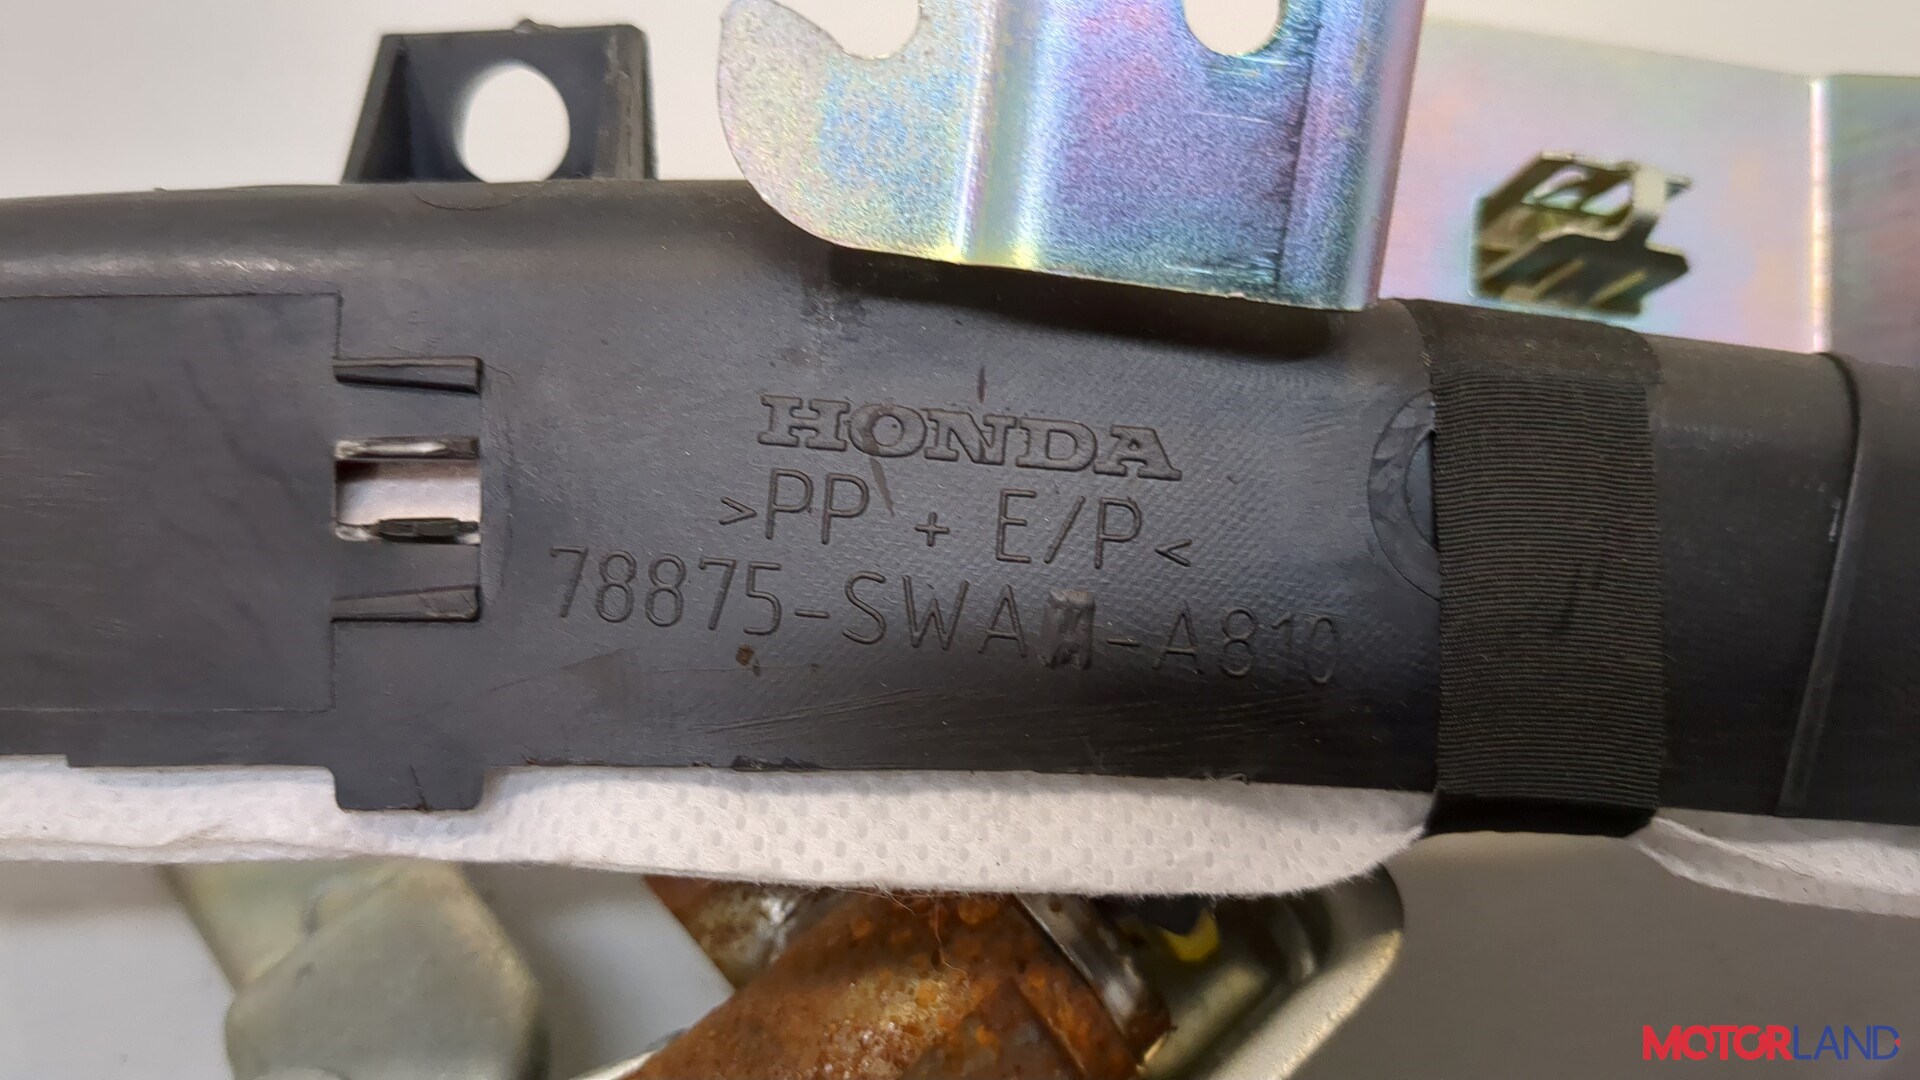 HONDA
>PP + E/P<
78875-SWA -A810
MOTORLAND